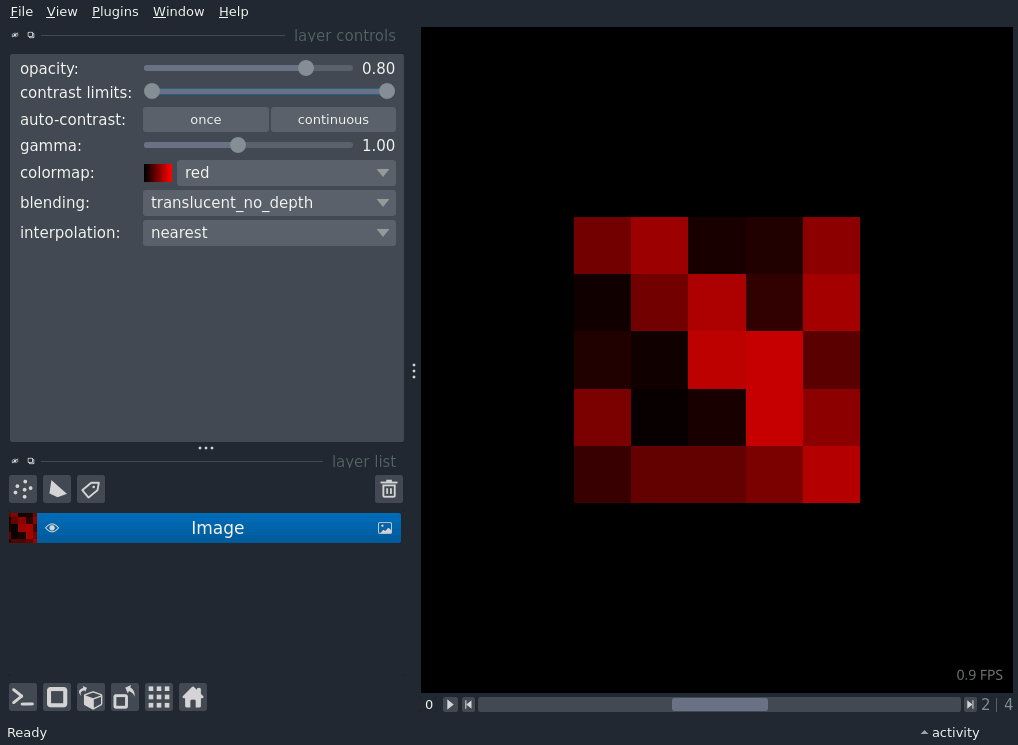 File View Plugins Window Help
layer controls
opacity: 0.80
contrast limits:
auto-contrast: once continuous
gamma: 1.00
colormap: red
blending: translucent_no_depth
interpolation: nearest
layer list
Image
0.9 FPS
0 2 | 4
Ready activity